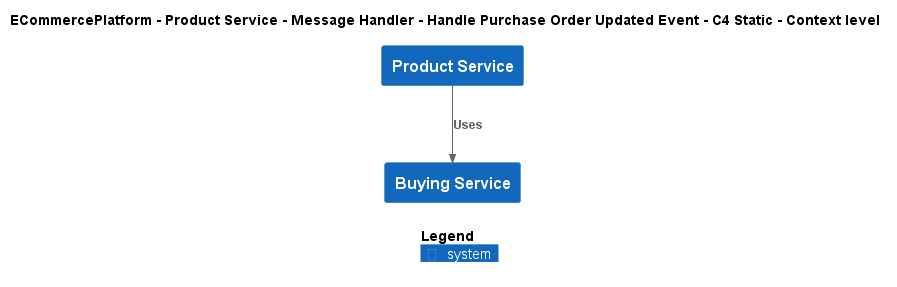 ECommercePlatform - Product Service - Message Handler - Handle Purchase Order Updated Event - C4 Static - Context level
Product Service
Uses
Buying Service
Legend
system